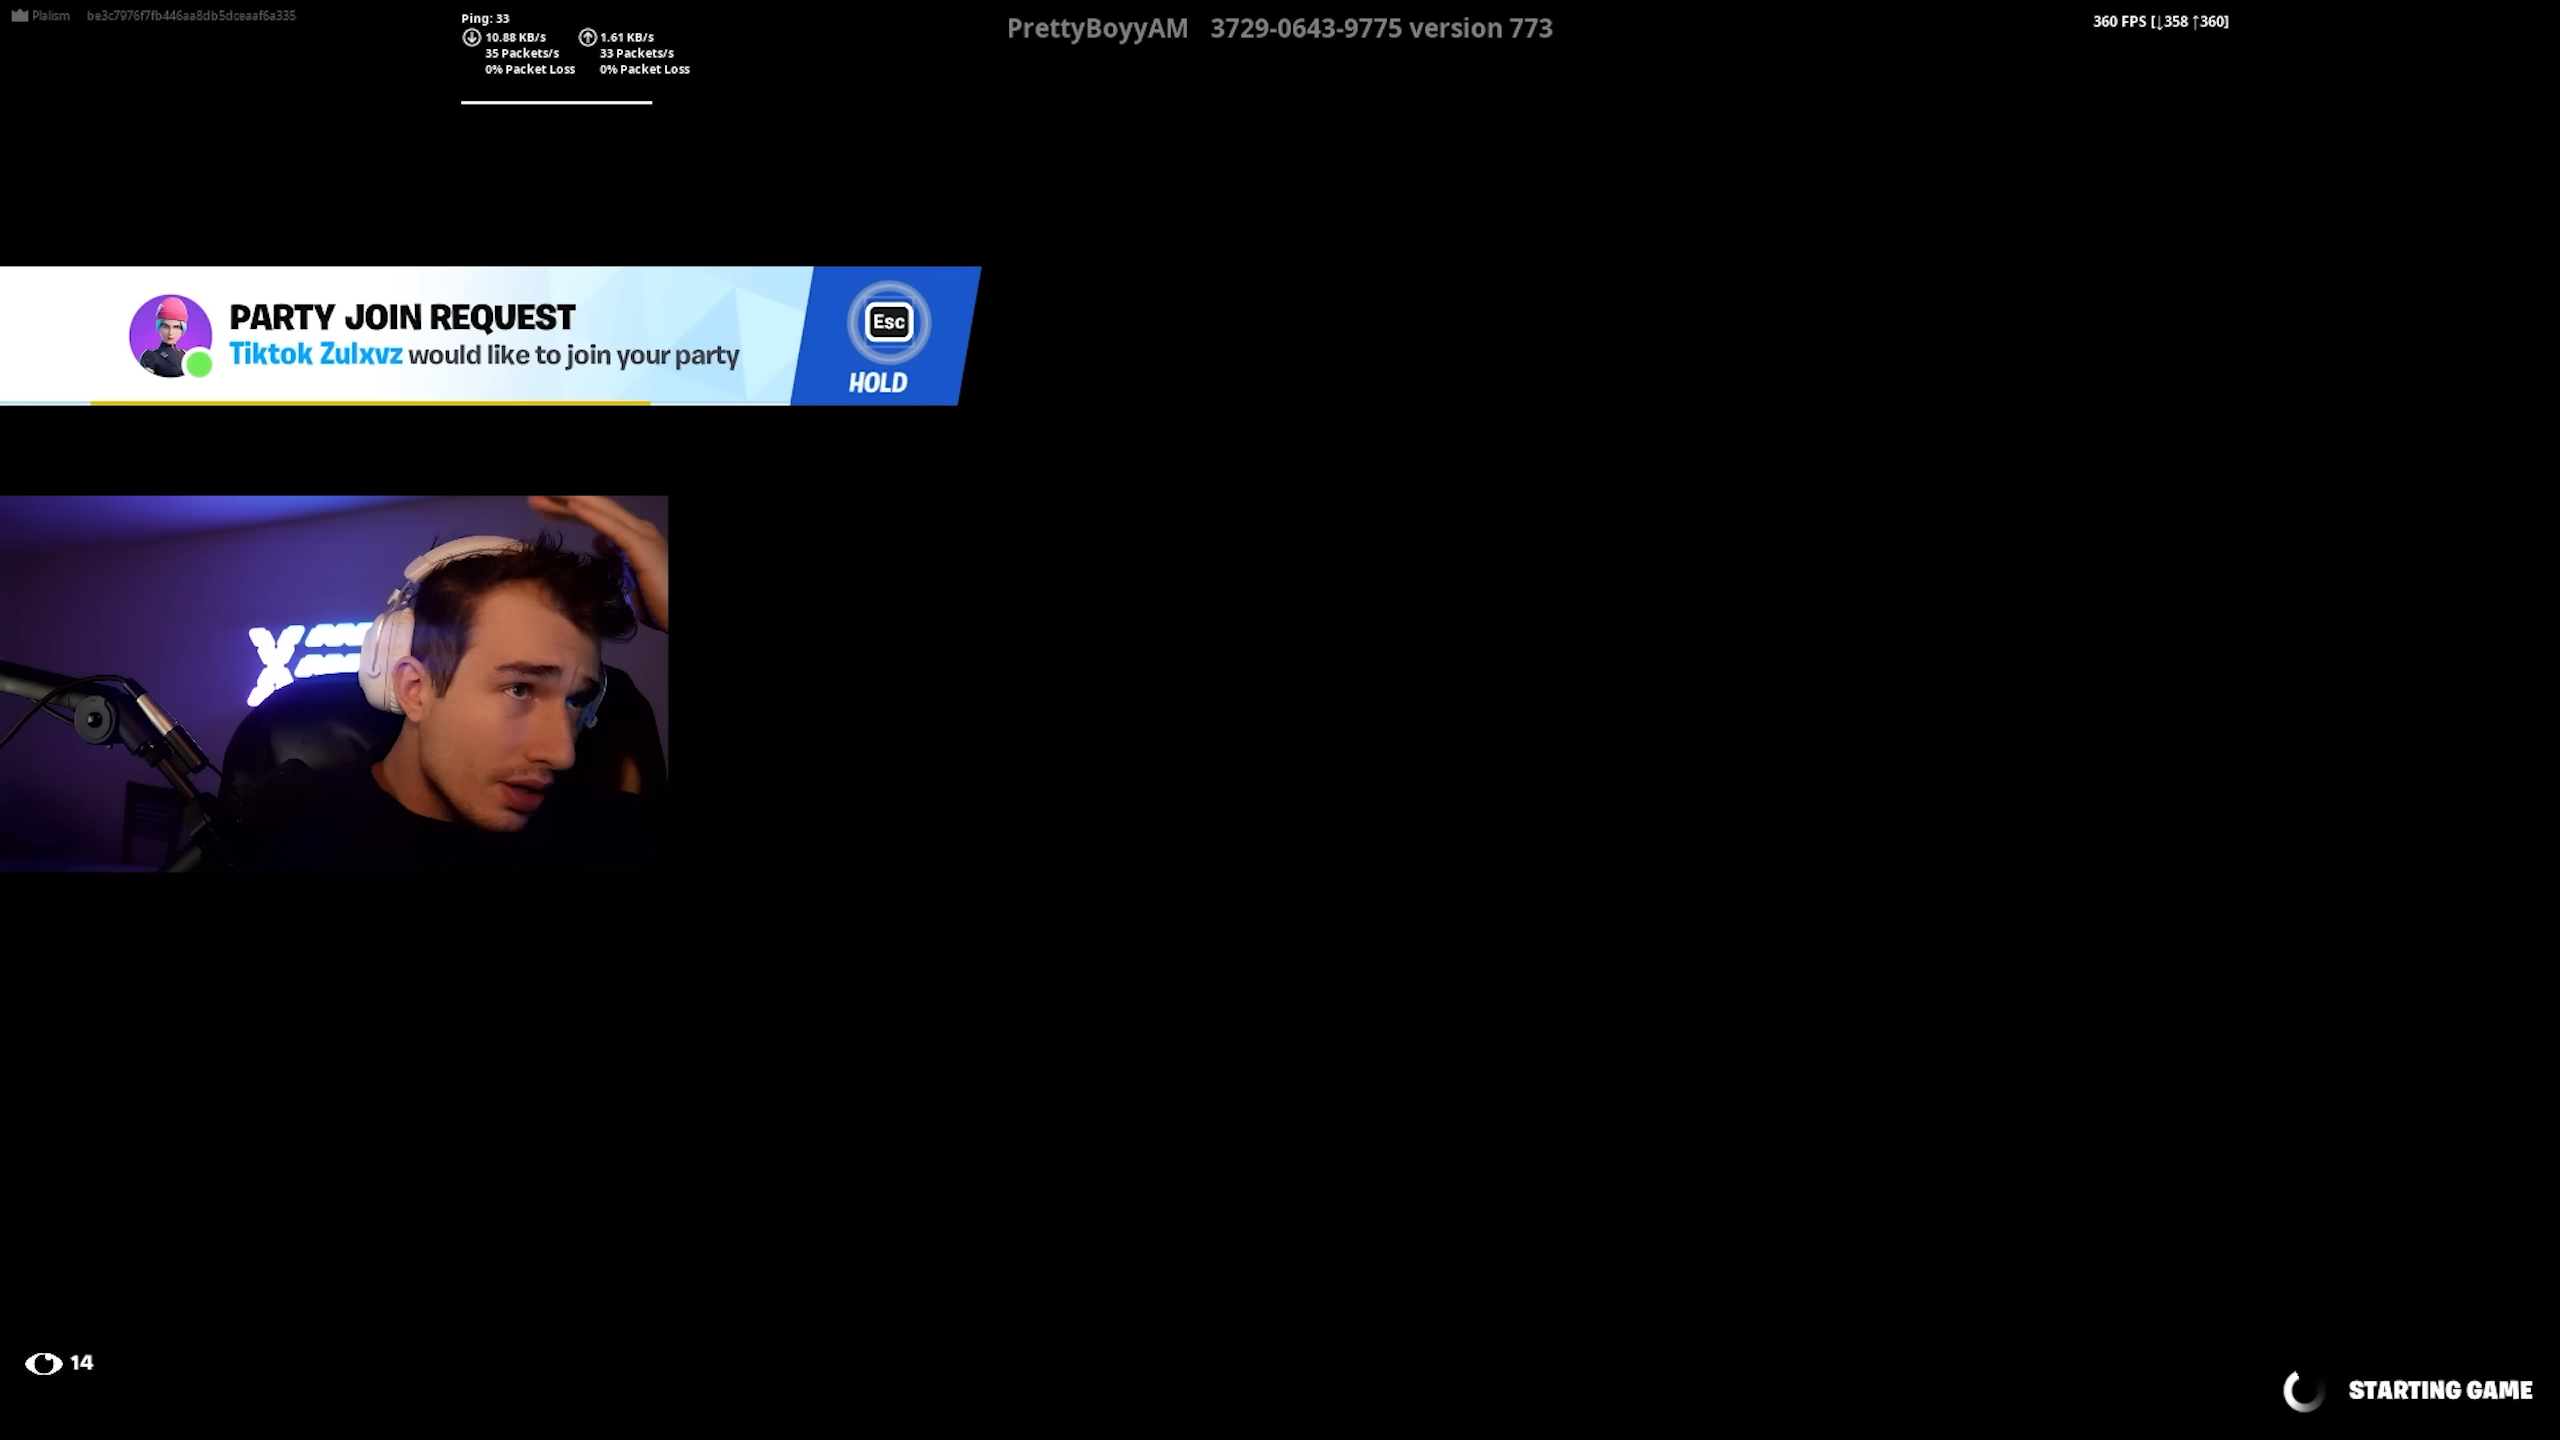 Plalism be3c7976f7fb446aa8db5dceaaf6a335
Ping: 33
10.88 KB/s 1.61 KB/s
35 Packets/s 33 Packets/s
0% Packet Loss 0% Packet Loss
PrettyBoyyAM 3729-0643-9775 version 773
360 FPS [↓358 ↑360]
PARTY JOIN REQUEST
Tiktok Zulxvz would like to join your party
Esc
HOLD
X
14
STARTING GAME